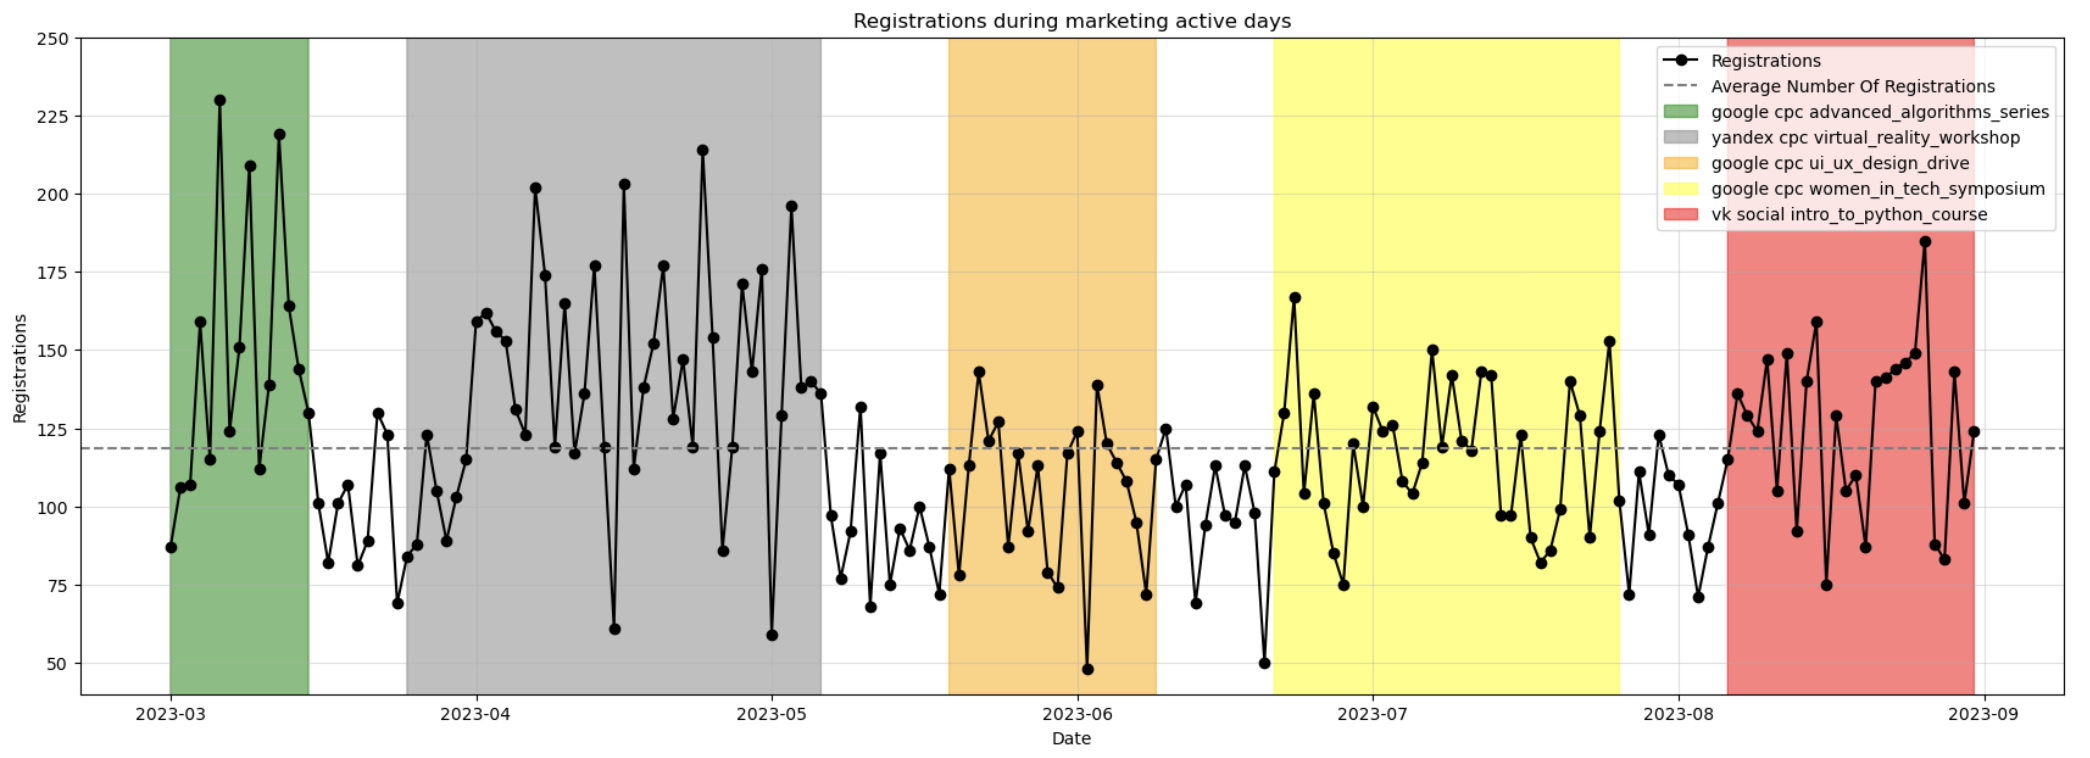 Registrations during marketing active days
250
225
200
175
150
125
100
75
50
Registrations
Registrations
Average Number Of Registrations
google cpc advanced_algorithms_series
yandex cpc virtual_reality_workshop
google cpc ui_ux_design_drive
google cpc women_in_tech_symposium
vk social intro_to_python_course
2023-03 2023-04 2023-05 2023-06 2023-07 2023-08 2023-09
Date